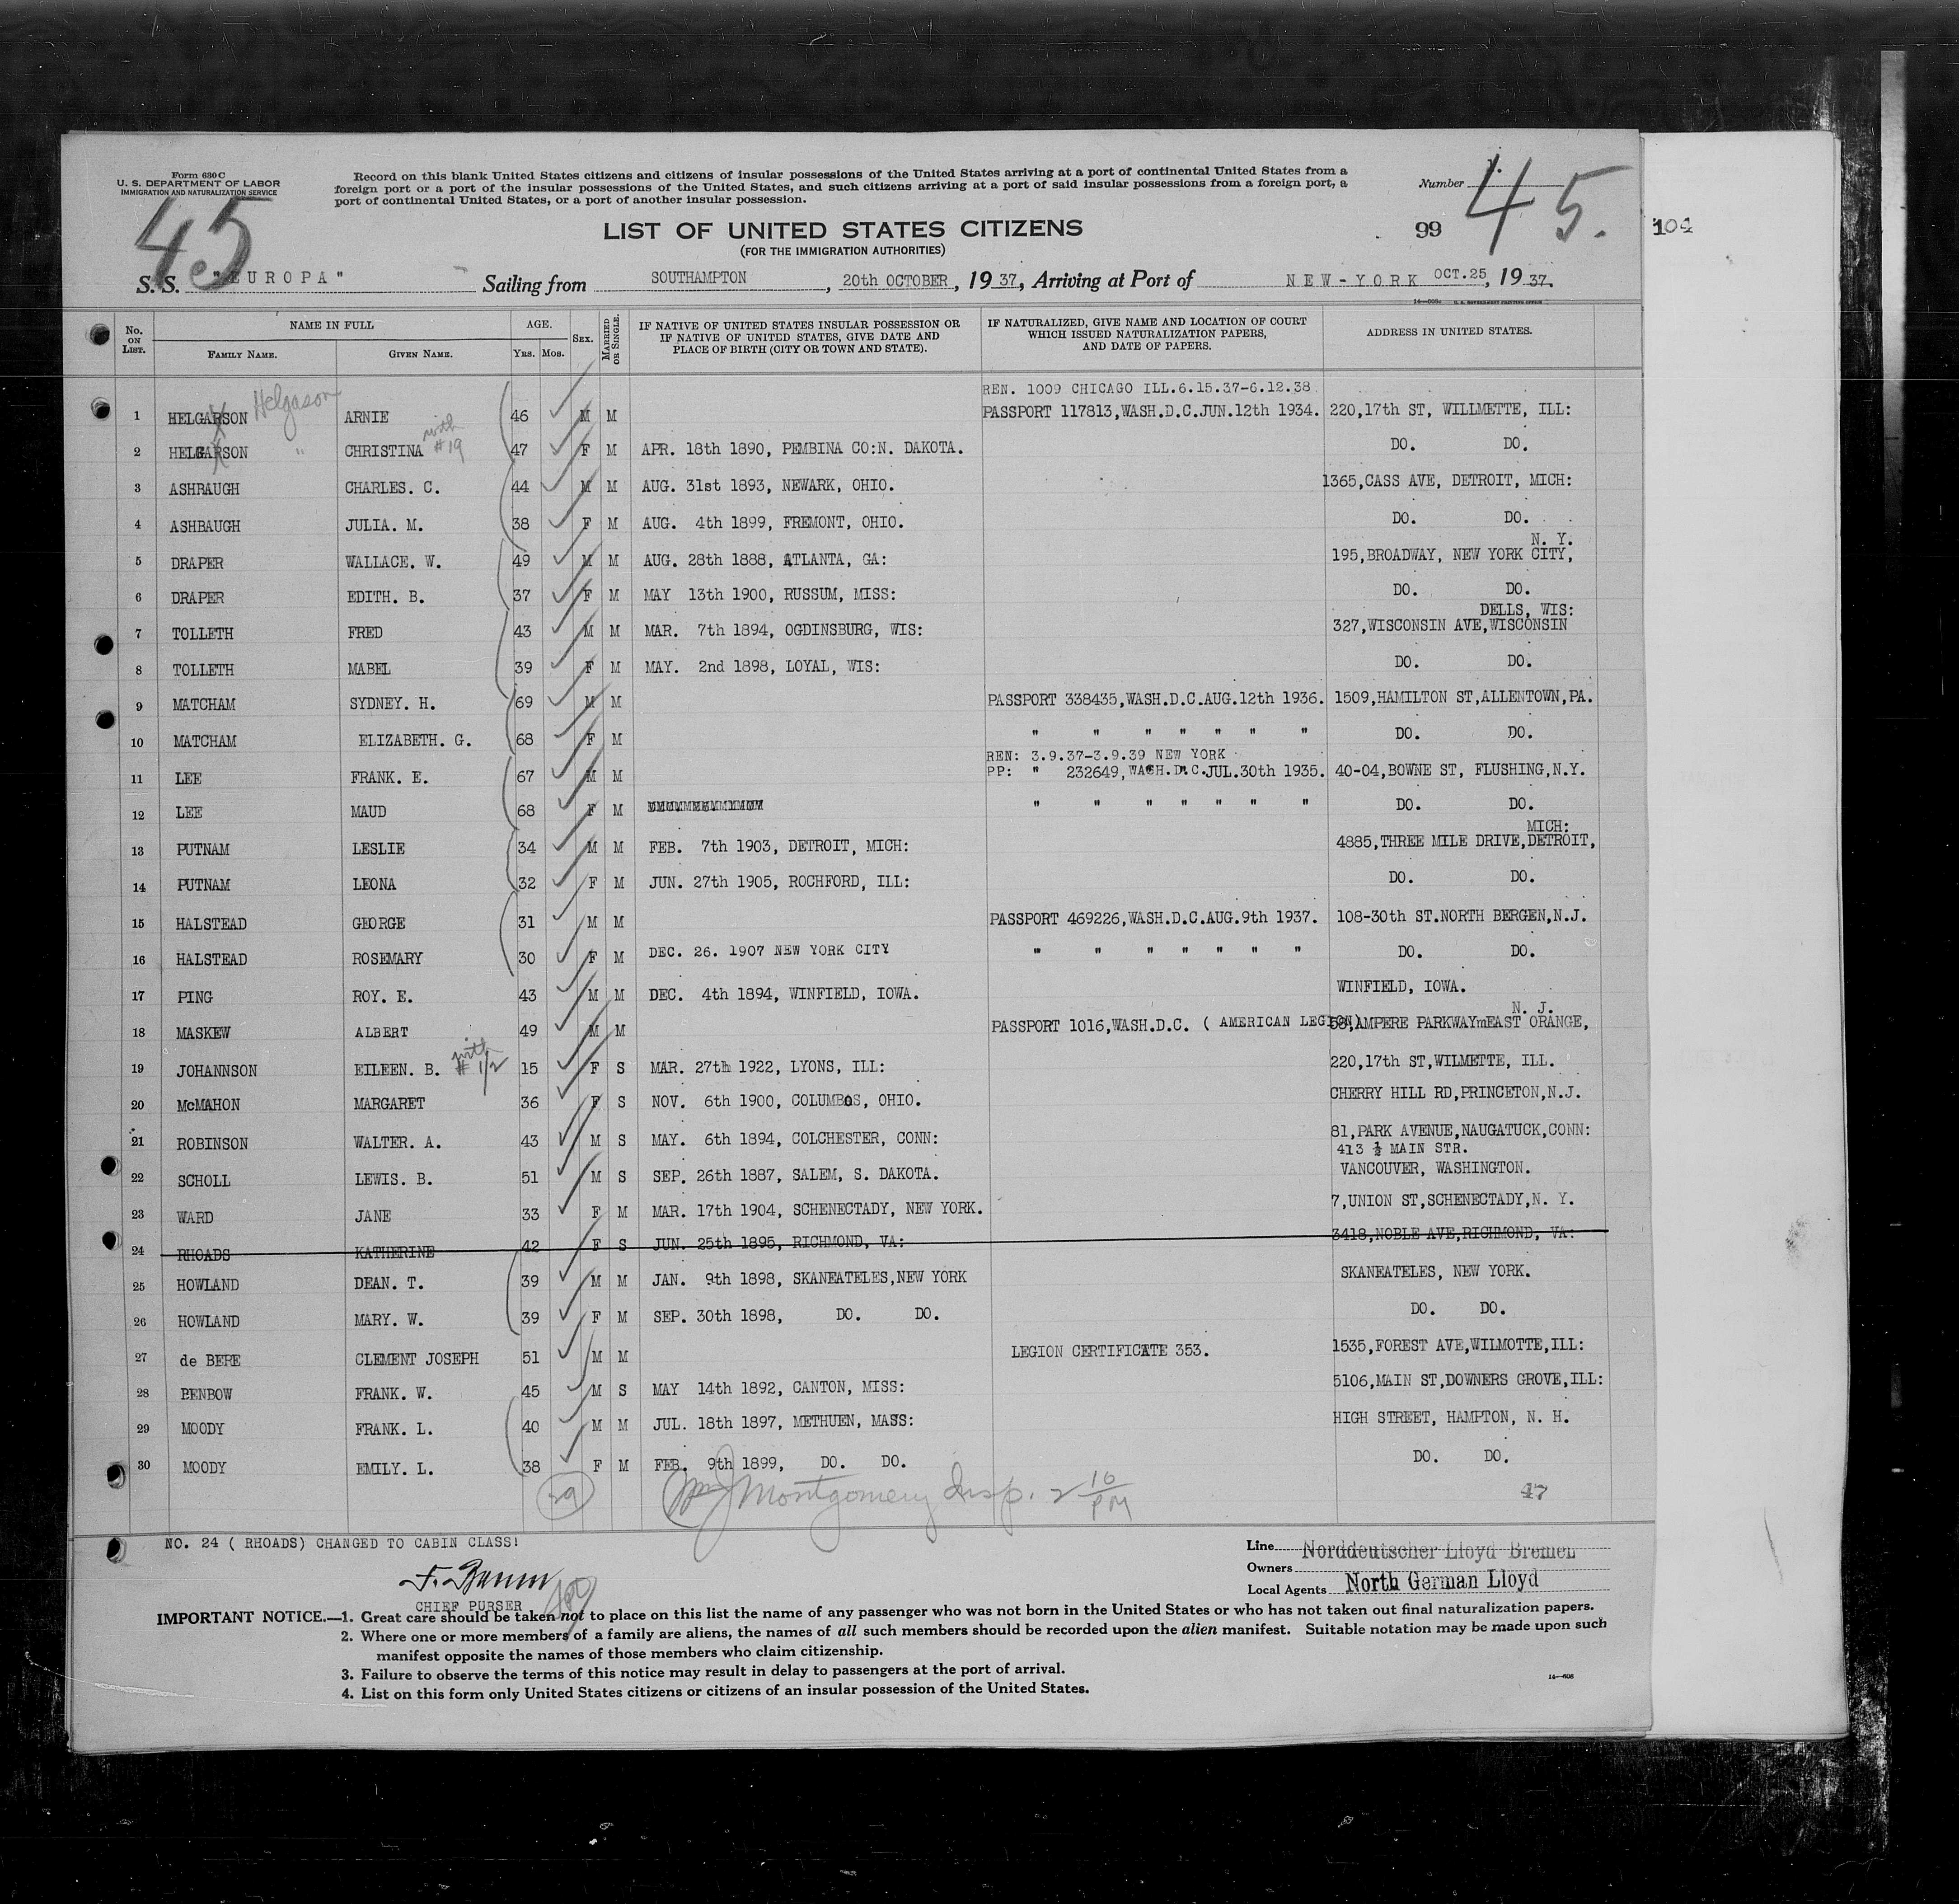 Form 630 C
U. S. DEPARTMENT OF LABOR
IMMIGRATION AND NATURALIZATION SERVICE
45
Record on this blank United States citizens and citizens of insular possessions of the United States arriving at a port of continental United States from a
foreign port or a port of the insular possessions of the United States, and such citizens arriving at a port of said insular possessions from a foreign port, a
port of continental United States, or a port of another insular possession.
Number
45.
LIST OF UNITED STATES CITIZENS
(FOR THE IMMIGRATION AUTHORITIES)
99
104
S. S. "EUROPA" Sailing from SOUTHAMPTON, 20th OCTOBER, 1937, Arriving at Port of NEW-YORK OCT.25, 1937.
No. ON LIST. NAME IN FULL FAMILY NAME. GIVEN NAME. AGE. YRS. MOS. SEX. MARRIED OR SINGLE. IF NATIVE OF UNITED STATES INSULAR POSSESSION OR IF NATIVE OF UNITED STATES, GIVE DATE AND PLACE OF BIRTH (CITY OR TOWN AND STATE). IF NATURALIZED, GIVE NAME AND LOCATION OF COURT WHICH ISSUED NATURALIZATION PAPERS, AND DATE OF PAPERS. ADDRESS IN UNITED STATES.
REN. 1009 CHICAGO ILL.6.15.37-6.12.38
1 HELGARSON Helgason ARNIE 46 M M PASSPORT 117813,WASH.D.C.JUN.12th 1934. 220,17th ST, WILLMETTE, ILL:
2 HELGARSON " CHRISTINA with #19 47 F M APR. 18th 1890, PEMBINA CO:N. DAKOTA. DO. DO.
3 ASHBAUGH CHARLES. C. 44 M M AUG. 31st 1893, NEWARK, OHIO. 1365,CASS AVE, DETROIT, MICH:
4 ASHBAUGH JULIA. M. 38 F M AUG. 4th 1899, FREMONT, OHIO. DO. DO.
N. Y.
5 DRAPER WALLACE. W. 49 M M AUG. 28th 1888, ATLANTA, GA: 195,BROADWAY, NEW YORK CITY,
6 DRAPER EDITH. B. 37 F M MAY 13th 1900, RUSSUM, MISS: DO. DO.
DELLS, WIS:
7 TOLLETH FRED 43 M M MAR. 7th 1894, OGDINSBURG, WIS: 327,WISCONSIN AVE,WISCONSIN
8 TOLLETH MABEL 39 F M MAY. 2nd 1898, LOYAL, WIS: DO. DO.
9 MATCHAM SYDNEY. H. 69 M M PASSPORT 338435,WASH.D.C.AUG.12th 1936. 1509,HAMILTON ST,ALLENTOWN,PA.
10 MATCHAM ELIZABETH. G. 68 F M " " " " " " " DO. DO.
REN: 3.9.37-3.9.39 NEW YORK
11 LEE FRANK. E. 67 M M PP: " 232649,WASH.D.C.JUL.30th 1935. 40-04,BOWNE ST, FLUSHING,N.Y.
12 LEE MAUD 68 F M " " " " " " " DO. DO.
MICH:
13 PUTNAM LESLIE 34 M M FEB. 7th 1903, DETROIT, MICH: 4885,THREE MILE DRIVE,DETROIT,
14 PUTNAM LEONA 32 F M JUN. 27th 1905, ROCHFORD, ILL: DO. DO.
15 HALSTEAD GEORGE 31 M M PASSPORT 469226,WASH.D.C.AUG.9th 1937. 108-30th ST.NORTH BERGEN,N.J.
16 HALSTEAD ROSEMARY 30 F M DEC. 26. 1907 NEW YORK CITY " " " " " " " DO. DO.
17 PING ROY. E. 43 M M DEC. 4th 1894, WINFIELD, IOWA. WINFIELD, IOWA.
N. J.
18 MASKEW ALBERT 49 M M PASSPORT 1016,WASH.D.C. ( AMERICAN LEGION) 58,AMPERE PARKWAYmEAST ORANGE,
19 JOHANNSON EILEEN. B. with # 1/2 15 F S MAR. 27th 1922, LYONS, ILL: 220,17th ST,WILMETTE, ILL.
20 McMAHON MARGARET 36 F S NOV. 6th 1900, COLUMBOS, OHIO. CHERRY HILL RD,PRINCETON,N.J.
21 ROBINSON WALTER. A. 43 M S MAY. 6th 1894, COLCHESTER, CONN: 81,PARK AVENUE,NAUGATUCK,CONN:
413 ½ MAIN STR.
22 SCHOLL LEWIS. B. 51 M S SEP. 26th 1887, SALEM, S. DAKOTA. VANCOUVER, WASHINGTON.
23 WARD JANE 33 F M MAR. 17th 1904, SCHENECTADY, NEW YORK. 7,UNION ST,SCHENECTADY,N. Y.
24 RHOADS KATHERINE 42 F S JUN. 25th 1895, RICHMOND, VA: 3418,NOBLE AVE,RICHMOND, VA:
25 HOWLAND DEAN. T. 39 M M JAN. 9th 1898, SKANEATELES,NEW YORK SKANEATELES, NEW YORK.
26 HOWLAND MARY. W. 39 F M SEP. 30th 1898, DO. DO. DO. DO.
27 de BERE CLEMENT JOSEPH 51 M M LEGION CERTIFICATE 353. 1535,FOREST AVE,WILMOTTE,ILL:
28 BENBOW FRANK. W. 45 M S MAY 14th 1892, CANTON, MISS: 5106,MAIN ST,DOWNERS GROVE,ILL:
29 MOODY FRANK. L. 40 M M JUL. 18th 1897, METHUEN, MASS: HIGH STREET, HAMPTON, N. H.
30 MOODY EMILY. L. 38 F M FEB. 9th 1899, DO. DO. DO. DO.
29 Montgomery Insp. 2 10 PM 47
NO. 24 ( RHOADS) CHANGED TO CABIN CLASS!
CHIEF PURSER
Line Norddeutscher Lloyd Bremen
Owners
Local Agents North German Lloyd
IMPORTANT NOTICE.—1. Great care should be taken not to place on this list the name of any passenger who was not born in the United States or who has not taken out final naturalization papers.
2. Where one or more members of a family are aliens, the names of all such members should be recorded upon the alien manifest. Suitable notation may be made upon such
manifest opposite the names of those members who claim citizenship.
3. Failure to observe the terms of this notice may result in delay to passengers at the port of arrival.
4. List on this form only United States citizens or citizens of an insular possession of the United States.
14—608